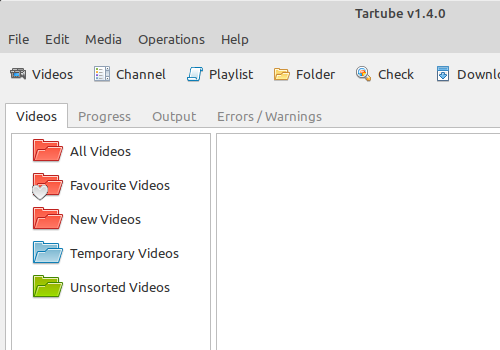 Tartube v1.4.0
File Edit Media Operations Help
Videos Channel Playlist Folder Check Downlo
Videos Progress Output Errors / Warnings
All Videos
Favourite Videos
New Videos
Temporary Videos
Unsorted Videos